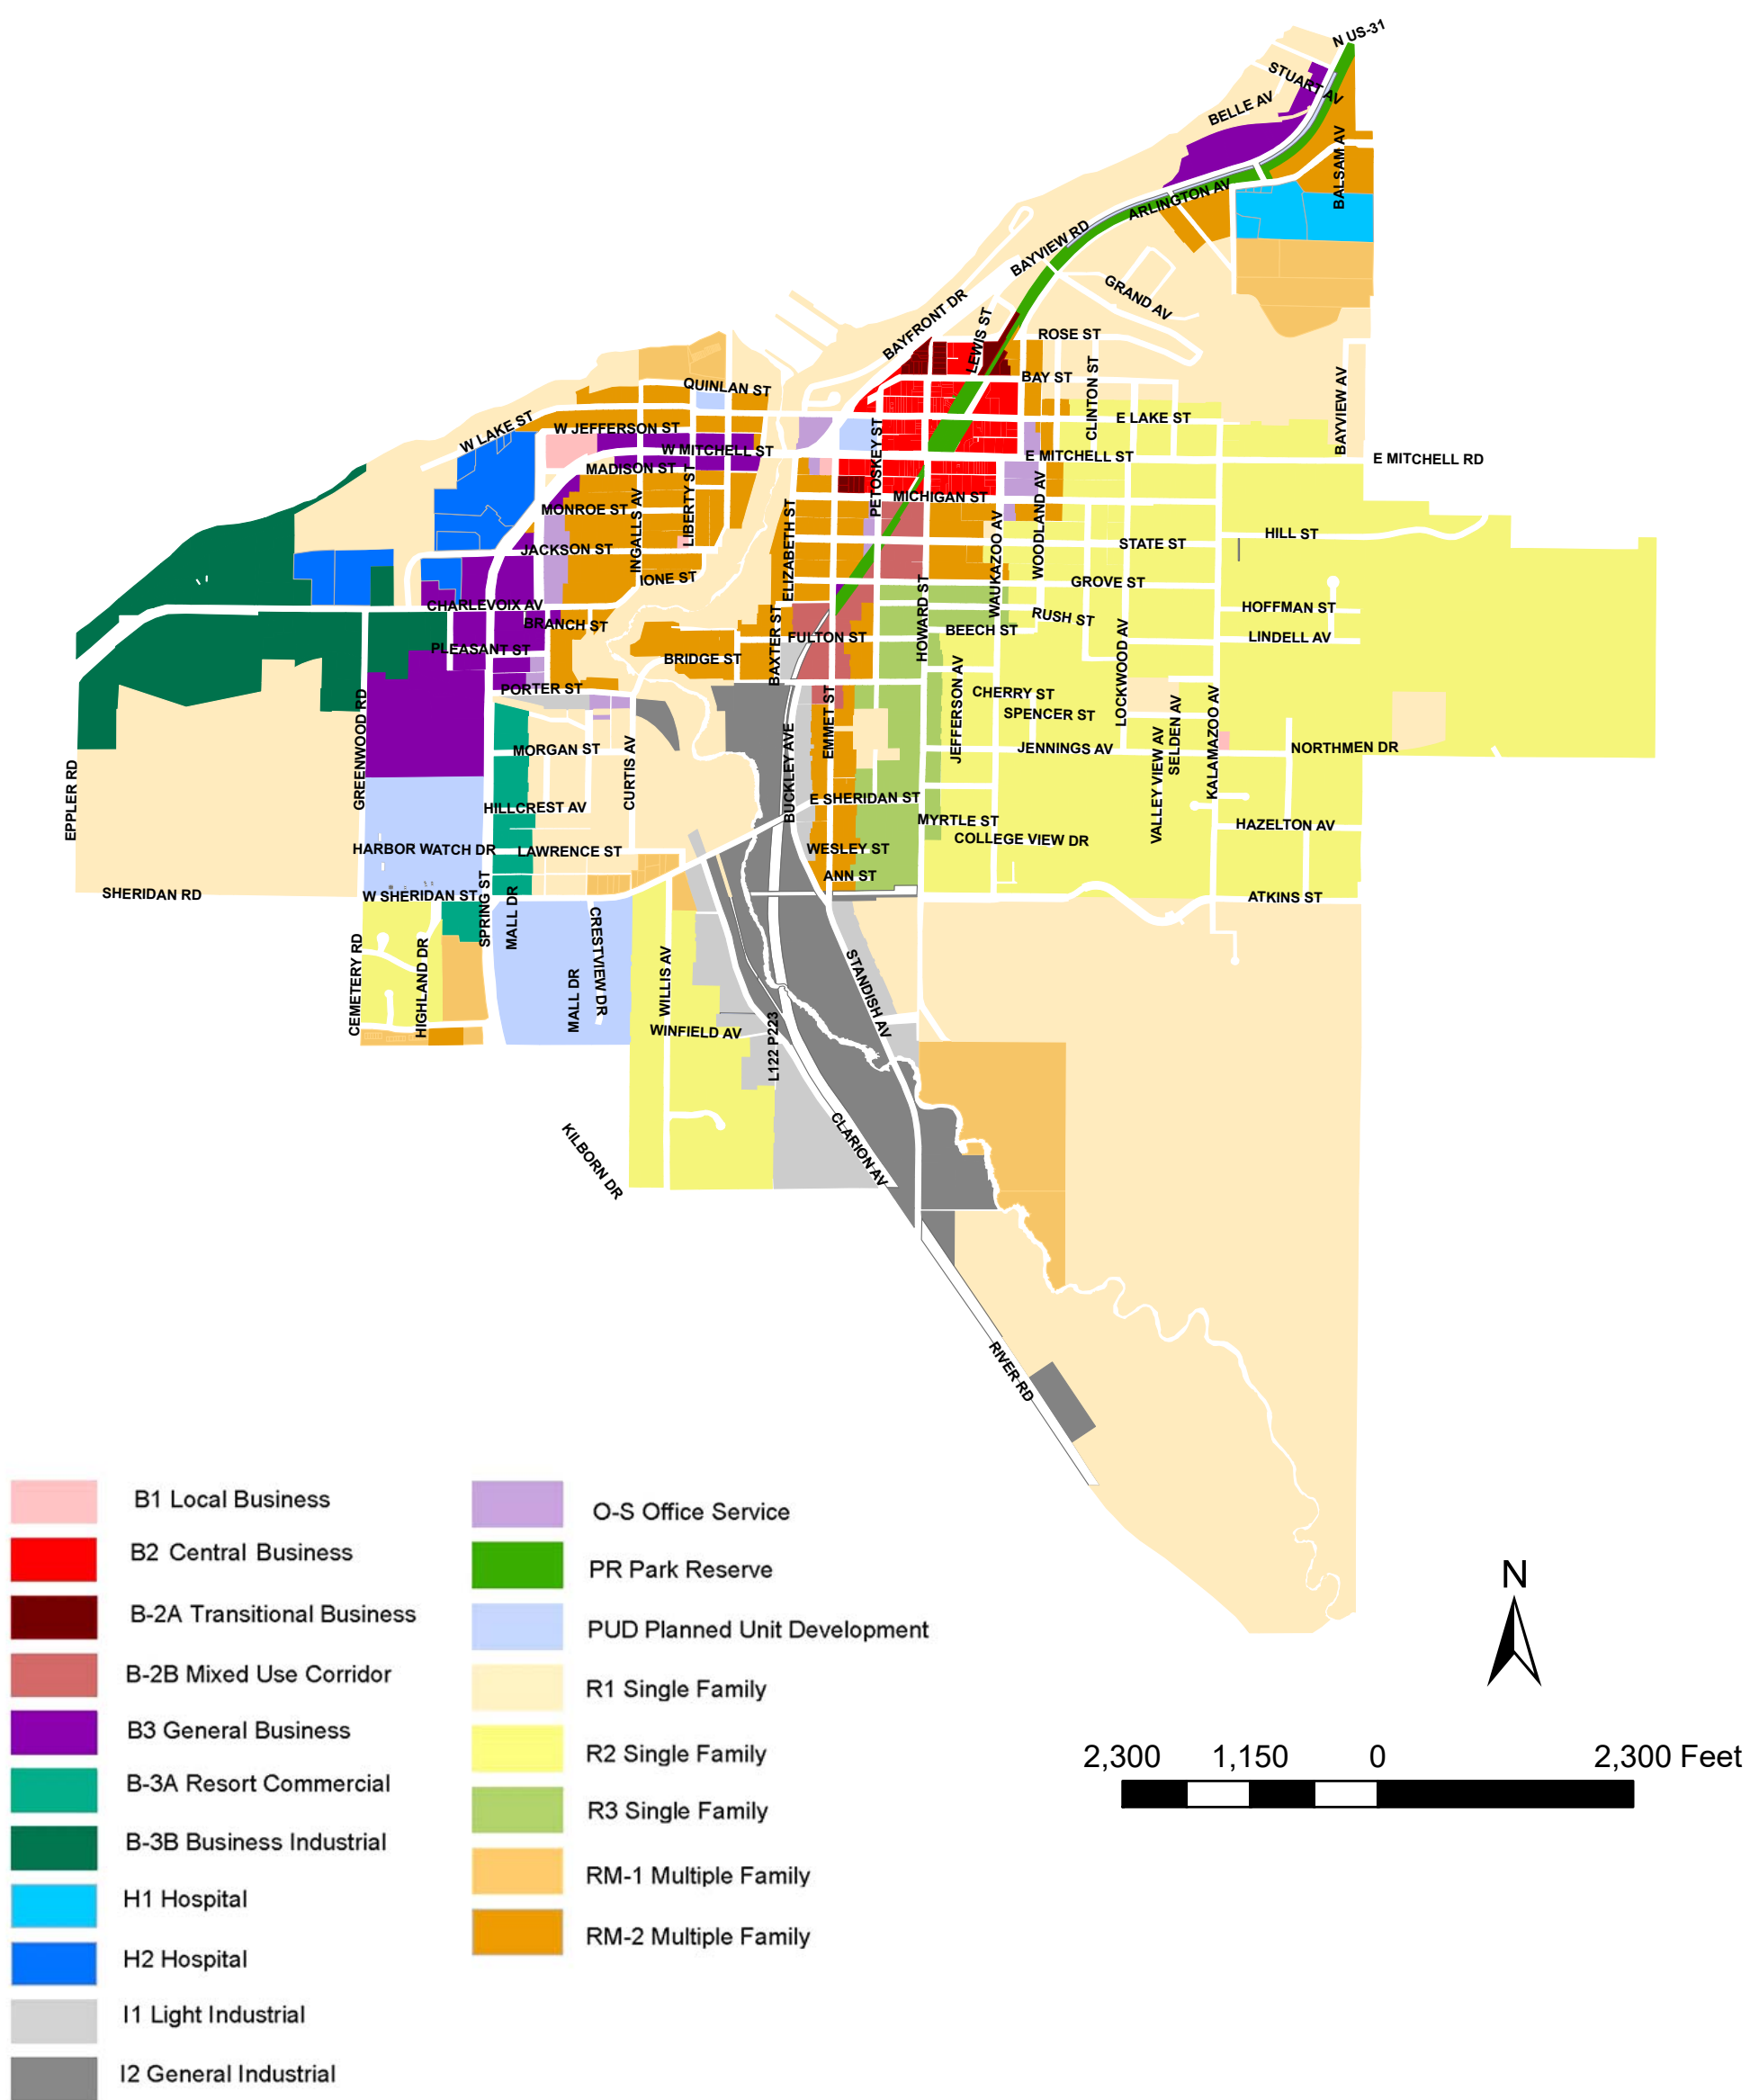 N US-31
STUART AV
BELLE AV
BALSAM AV
ARLINGTON AV
BAYVIEW RD
GRAND AV
BAYFRONT DR
LEWIS ST
ROSE ST
QUINLAN ST
BAY ST
CLINTON ST
BAYVIEW AV
W LAKE ST
W JEFFERSON ST
E LAKE ST
PETOSKEY ST
W MITCHELL ST
E MITCHELL ST
E MITCHELL RD
MADISON ST
LIBERTY ST
INGALLS AV
MICHIGAN ST
WOODLAND AV
MONROE ST
ELIZABETH ST
WAUKAZOO AV
HILL ST
JACKSON ST
STATE ST
IONE ST
GROVE ST
HOWARD ST
CHARLEVOIX AV
HOFFMAN ST
RUSH ST
BRANCH ST
BAXTER ST
FULTON ST
BEECH ST
LOCKWOOD AV
LINDELL AV
PLEASANT ST
BRIDGE ST
JEFFERSON AV
PORTER ST
CHERRY ST
GREENWOOD RD
EMMET ST
SPENCER ST
SELDEN AV
KALAMAZOO AV
MORGAN ST
CURTIS AV
BUCKLEY AVE
JENNINGS AV
VALLEY VIEW AV
NORTHMEN DR
EPPLER RD
HILLCREST AV
E SHERIDAN ST
MYRTLE ST
HAZELTON AV
HARBOR WATCH DR
LAWRENCE ST
WESLEY ST
COLLEGE VIEW DR
ANN ST
SHERIDAN RD
W SHERIDAN ST
SPRING ST
MALL DR
ATKINS ST
CEMETERY RD
HIGHLAND DR
MALL DR
CRESTVIEW DR
WILLIS AV
STANDISH AV
WINFIELD AV
L122 P223
KILBORN DR
CLARION AV
RIVER RD
B1 Local Business
B2 Central Business
B-2A Transitional Business
B-2B Mixed Use Corridor
B3 General Business
B-3A Resort Commercial
B-3B Business Industrial
H1 Hospital
H2 Hospital
I1 Light Industrial
I2 General Industrial
O-S Office Service
PR Park Reserve
PUD Planned Unit Development
R1 Single Family
R2 Single Family
R3 Single Family
RM-1 Multiple Family
RM-2 Multiple Family
N
2,300 1,150 0 2,300 Feet